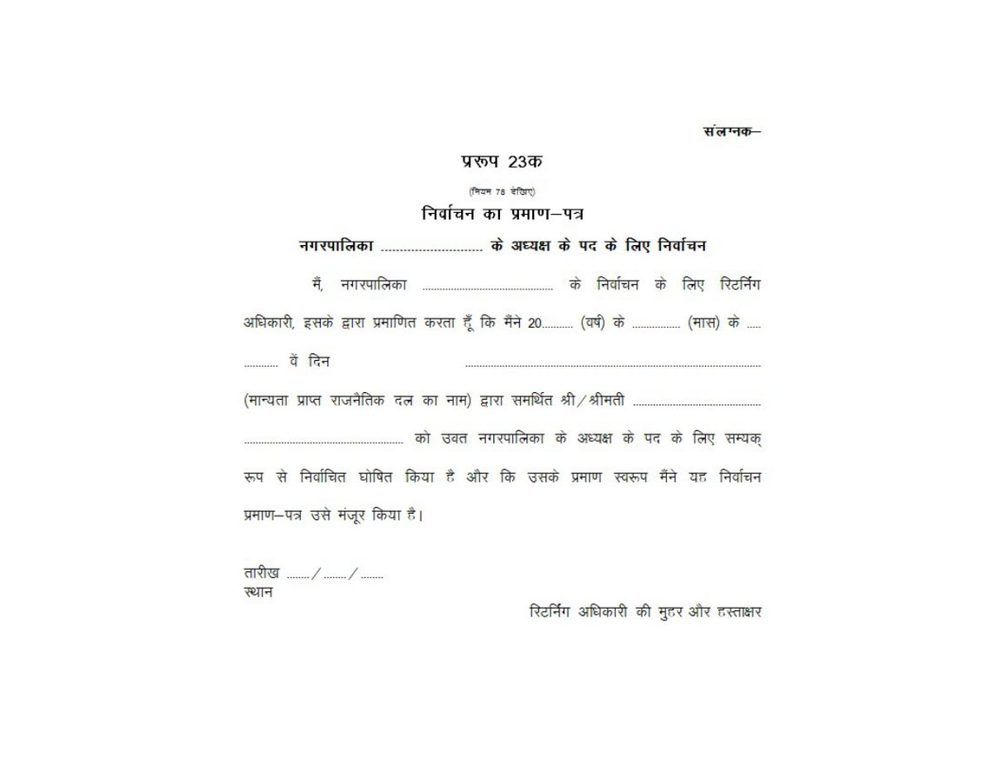 संलग्नक–
प्ररूप 23क
(नियम 78 देखिए)
निर्वाचन का प्रमाण–पत्र
नगरपालिका ........................... के अध्यक्ष के पद के लिए निर्वाचन
मैं, नगरपालिका .............................................. के निर्वाचन के लिए रिटर्निंग
अधिकारी, इसके द्वारा प्रमाणित करता हूँ कि मैंने 20........... (वर्ष) के ................. (मास) के .....
............ वें दिन ........................................................................................................
(मान्यता प्राप्त राजनैतिक दल का नाम) द्वारा समर्थित श्री/श्रीमती .............................................
........................................................ को उक्त नगरपालिका के अध्यक्ष के पद के लिए सम्यक्
रूप से निर्वाचित घोषित किया है और कि उसके प्रमाण स्वरूप मैंने यह निर्वाचन
प्रमाण–पत्र उसे मंजूर किया है।
तारीख ......../......../........
स्थान
रिटर्निंग अधिकारी की मुहर और हस्ताक्षर